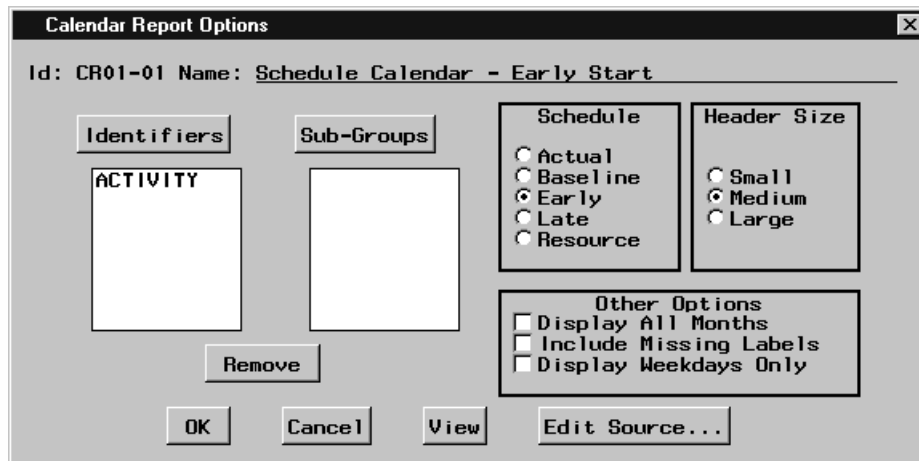 Calendar Report Options
Id: CR01-01 Name: Schedule Calendar - Early Start
Identifiers
ACTIVITY
Sub-Groups
Remove
Schedule
Actual
Baseline
Early
Late
Resource
Header Size
Small
Medium
Large
Other Options
Display All Months
Include Missing Labels
Display Weekdays Only
OK Cancel View Edit Source...